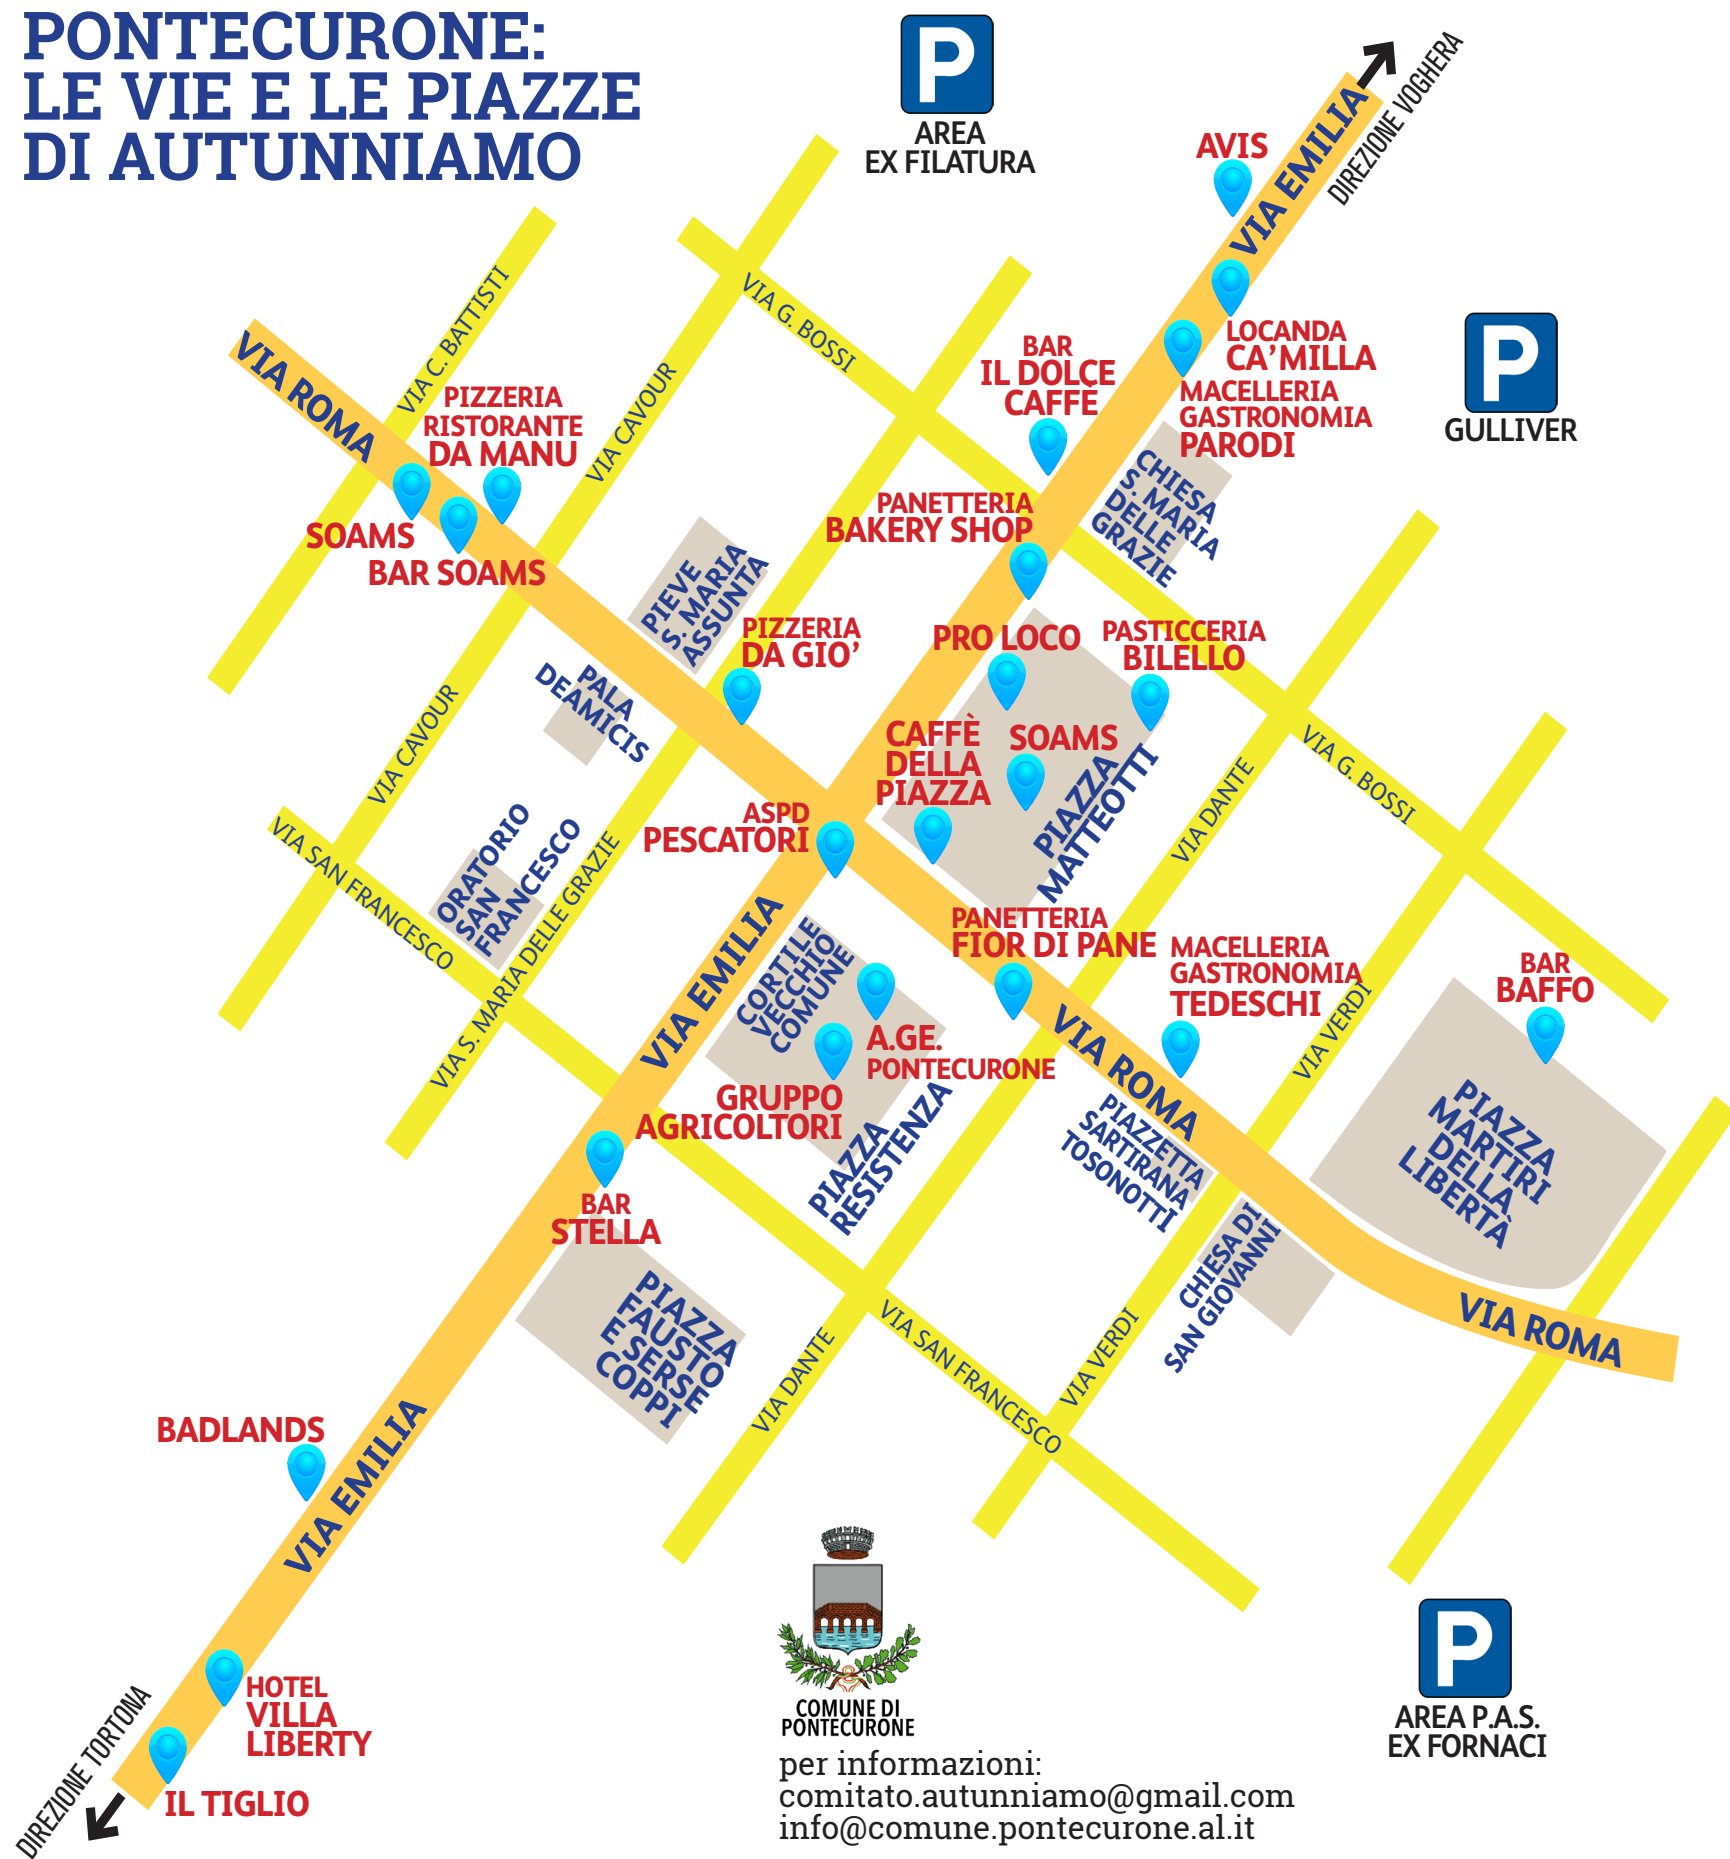 PONTECURONE:
LE VIE E LE PIAZZE
DI AUTUNNIAMO
P
AREA
EX FILATURA
DIREZIONE VOGHERA
VIA EMILIA
AVIS
LOCANDA
CA'MILLA
MACELLERIA
GASTRONOMIA
PARODI
P
GULLIVER
VIA C. BATTISTI
VIA G. BOSSI
VIA CAVOUR
VIA ROMA
PIZZERIA
RISTORANTE
DA MANU
SOAMS
BAR SOAMS
BAR
IL DOLCE
CAFFÈ
PANETTERIA
BAKERY SHOP
CHIESA
S. MARIA
DELLE
GRAZIE
PIEVE
S. MARIA
ASSUNTA
PIZZERIA
DA GIO'
PRO LOCO
PASTICCERIA
BILELLO
PALA
DEAMICIS
VIA CAVOUR
CAFFÈ
DELLA
PIAZZA
SOAMS
PIAZZA
MATTEOTTI
VIA DANTE
VIA G. BOSSI
ASPD
PESCATORI
VIA SAN FRANCESCO
ORATORIO
SAN
FRANCESCO
VIA S. MARIA DELLE GRAZIE
VIA EMILIA
CORTILE
VECCHIO
COMUNE
PANETTERIA
FIOR DI PANE
MACELLERIA
GASTRONOMIA
TEDESCHI
VIA VERDI
BAR
BAFFO
A.GE.
PONTECURONE
GRUPPO
AGRICOLTORI
PIAZZA
RESISTENZA
VIA ROMA
PIAZZETTA
SARTIRANA
TOSONOTTI
PIAZZA
MARTIRI
DELLA
LIBERTÀ
BAR
STELLA
CHIESA DI
SAN GIOVANNI
PIAZZA
FAUSTO
E SERSE
COPPI
VIA DANTE
VIA SAN FRANCESCO
VIA VERDI
VIA ROMA
BADLANDS
VIA EMILIA
HOTEL
VILLA
LIBERTY
IL TIGLIO
DIREZIONE TORTONA
COMUNE DI
PONTECURONE
P
AREA P.A.S.
EX FORNACI
per informazioni:
comitato.autunniamo@gmail.com
info@comune.pontecurone.al.it